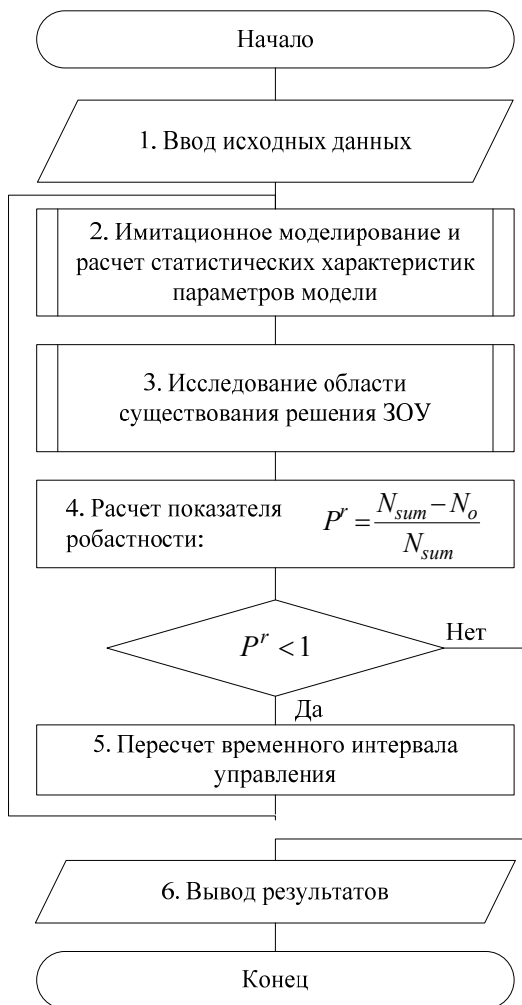 Начало
1. Ввод исходных данных
2. Имитационное моделирование и
расчет статистических характеристик
параметров модели
3. Исследование области
существования решения ЗОУ
4. Расчет показателя
робастности:
P^r = (N_sum − N_o) / N_sum
P^r < 1
Нет
Да
5. Пересчет временного интервала
управления
6. Вывод результатов
Конец